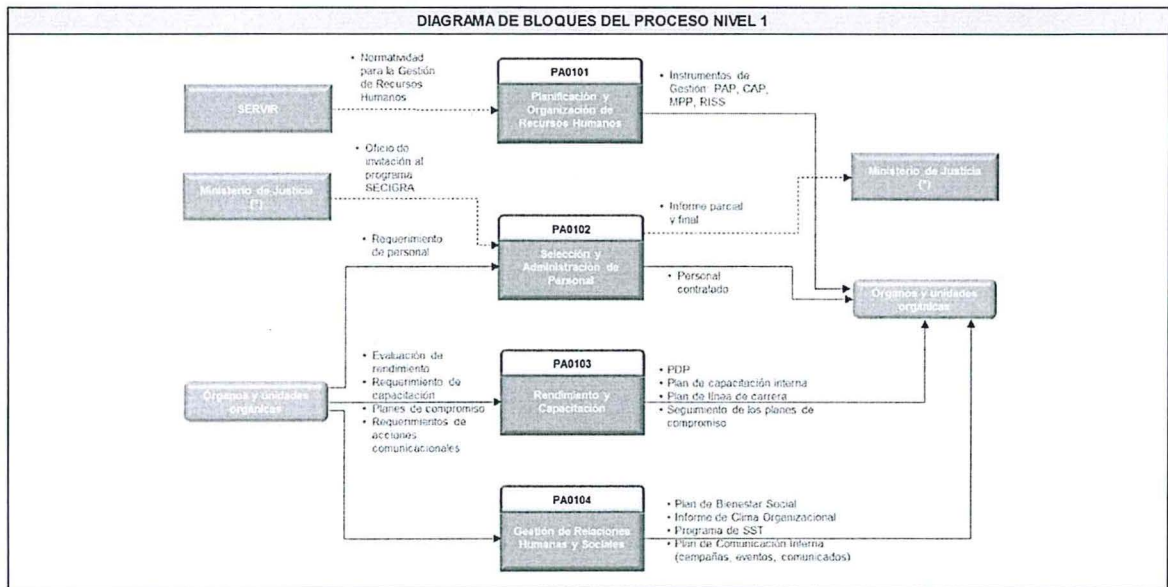 DIAGRAMA DE BLOQUES DEL PROCESO NIVEL 1
SERVIR
• Normatividad
para la Gestión
de Recursos
Humanos
PA0101
Planificación y
Organización de
Recursos Humanos
• Instrumentos de
Gestión: PAP, CAP,
MPP, RISS
Ministerio de Justicia
(*)
• Oficio de
invitación al
programa
SECIGRA
• Requerimiento
de personal
PA0102
Selección y
Administración de
Personal
• Informe parcial
y final
• Personal
contratado
Ministerio de Justicia
(*)
Órganos y unidades
orgánicas
Órganos y unidades
orgánicas
• Evaluación de
rendimiento
• Requerimiento de
capacitación
• Planes de compromiso
• Requerimientos de
acciones
comunicacionales
PA0103
Rendimiento y
Capacitación
• PDP
• Plan de capacitación interna
• Plan de línea de carrera
• Seguimiento de los planes de
compromiso
PA0104
Gestión de Relaciones
Humanas y Sociales
• Plan de Bienestar Social
• Informe de Clima Organizacional
• Programa de SST
• Plan de Comunicación Interna
(campañas, eventos, comunicados)